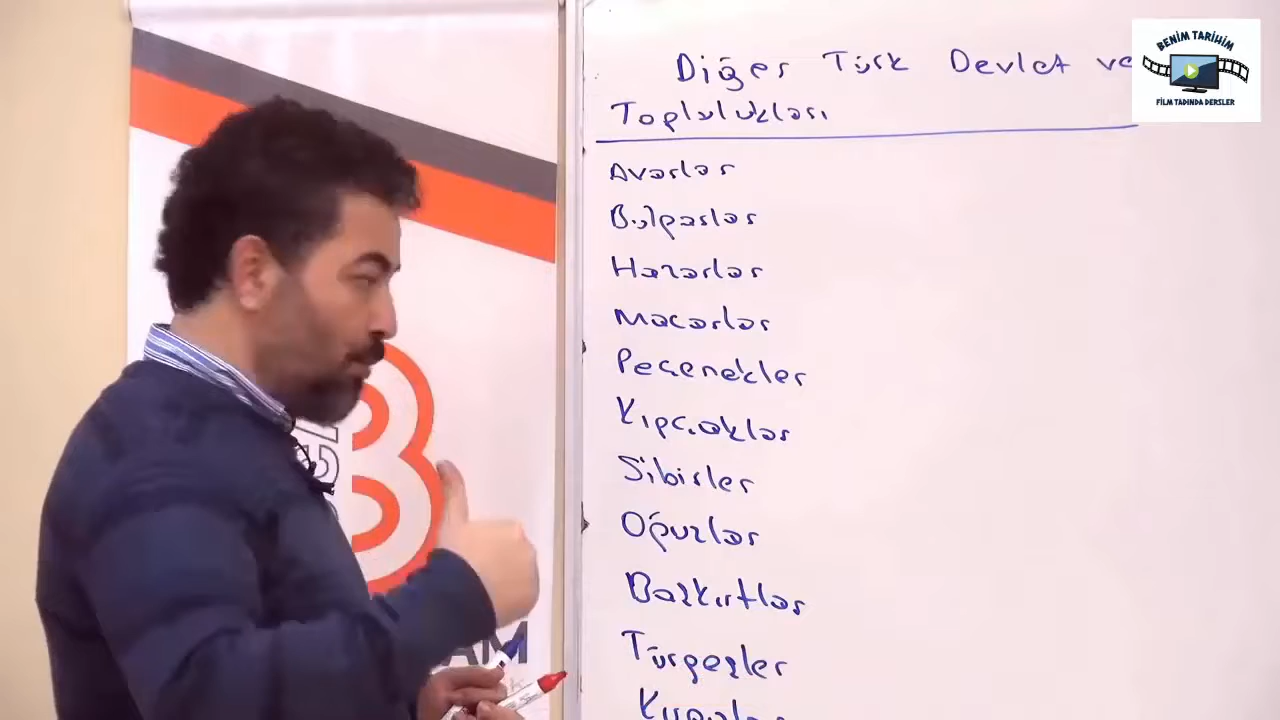 Diğer Türk Devlet ve
Toplulukları
Avarlar
Bulgarlar
Hazarlar
Macarlar
Peçenekler
Kıpçaklar
Sibirler
Oğuzlar
Başkırtlar
Türgeşler
BENİM TARİHİM
FİLM TADINDA DERSLER